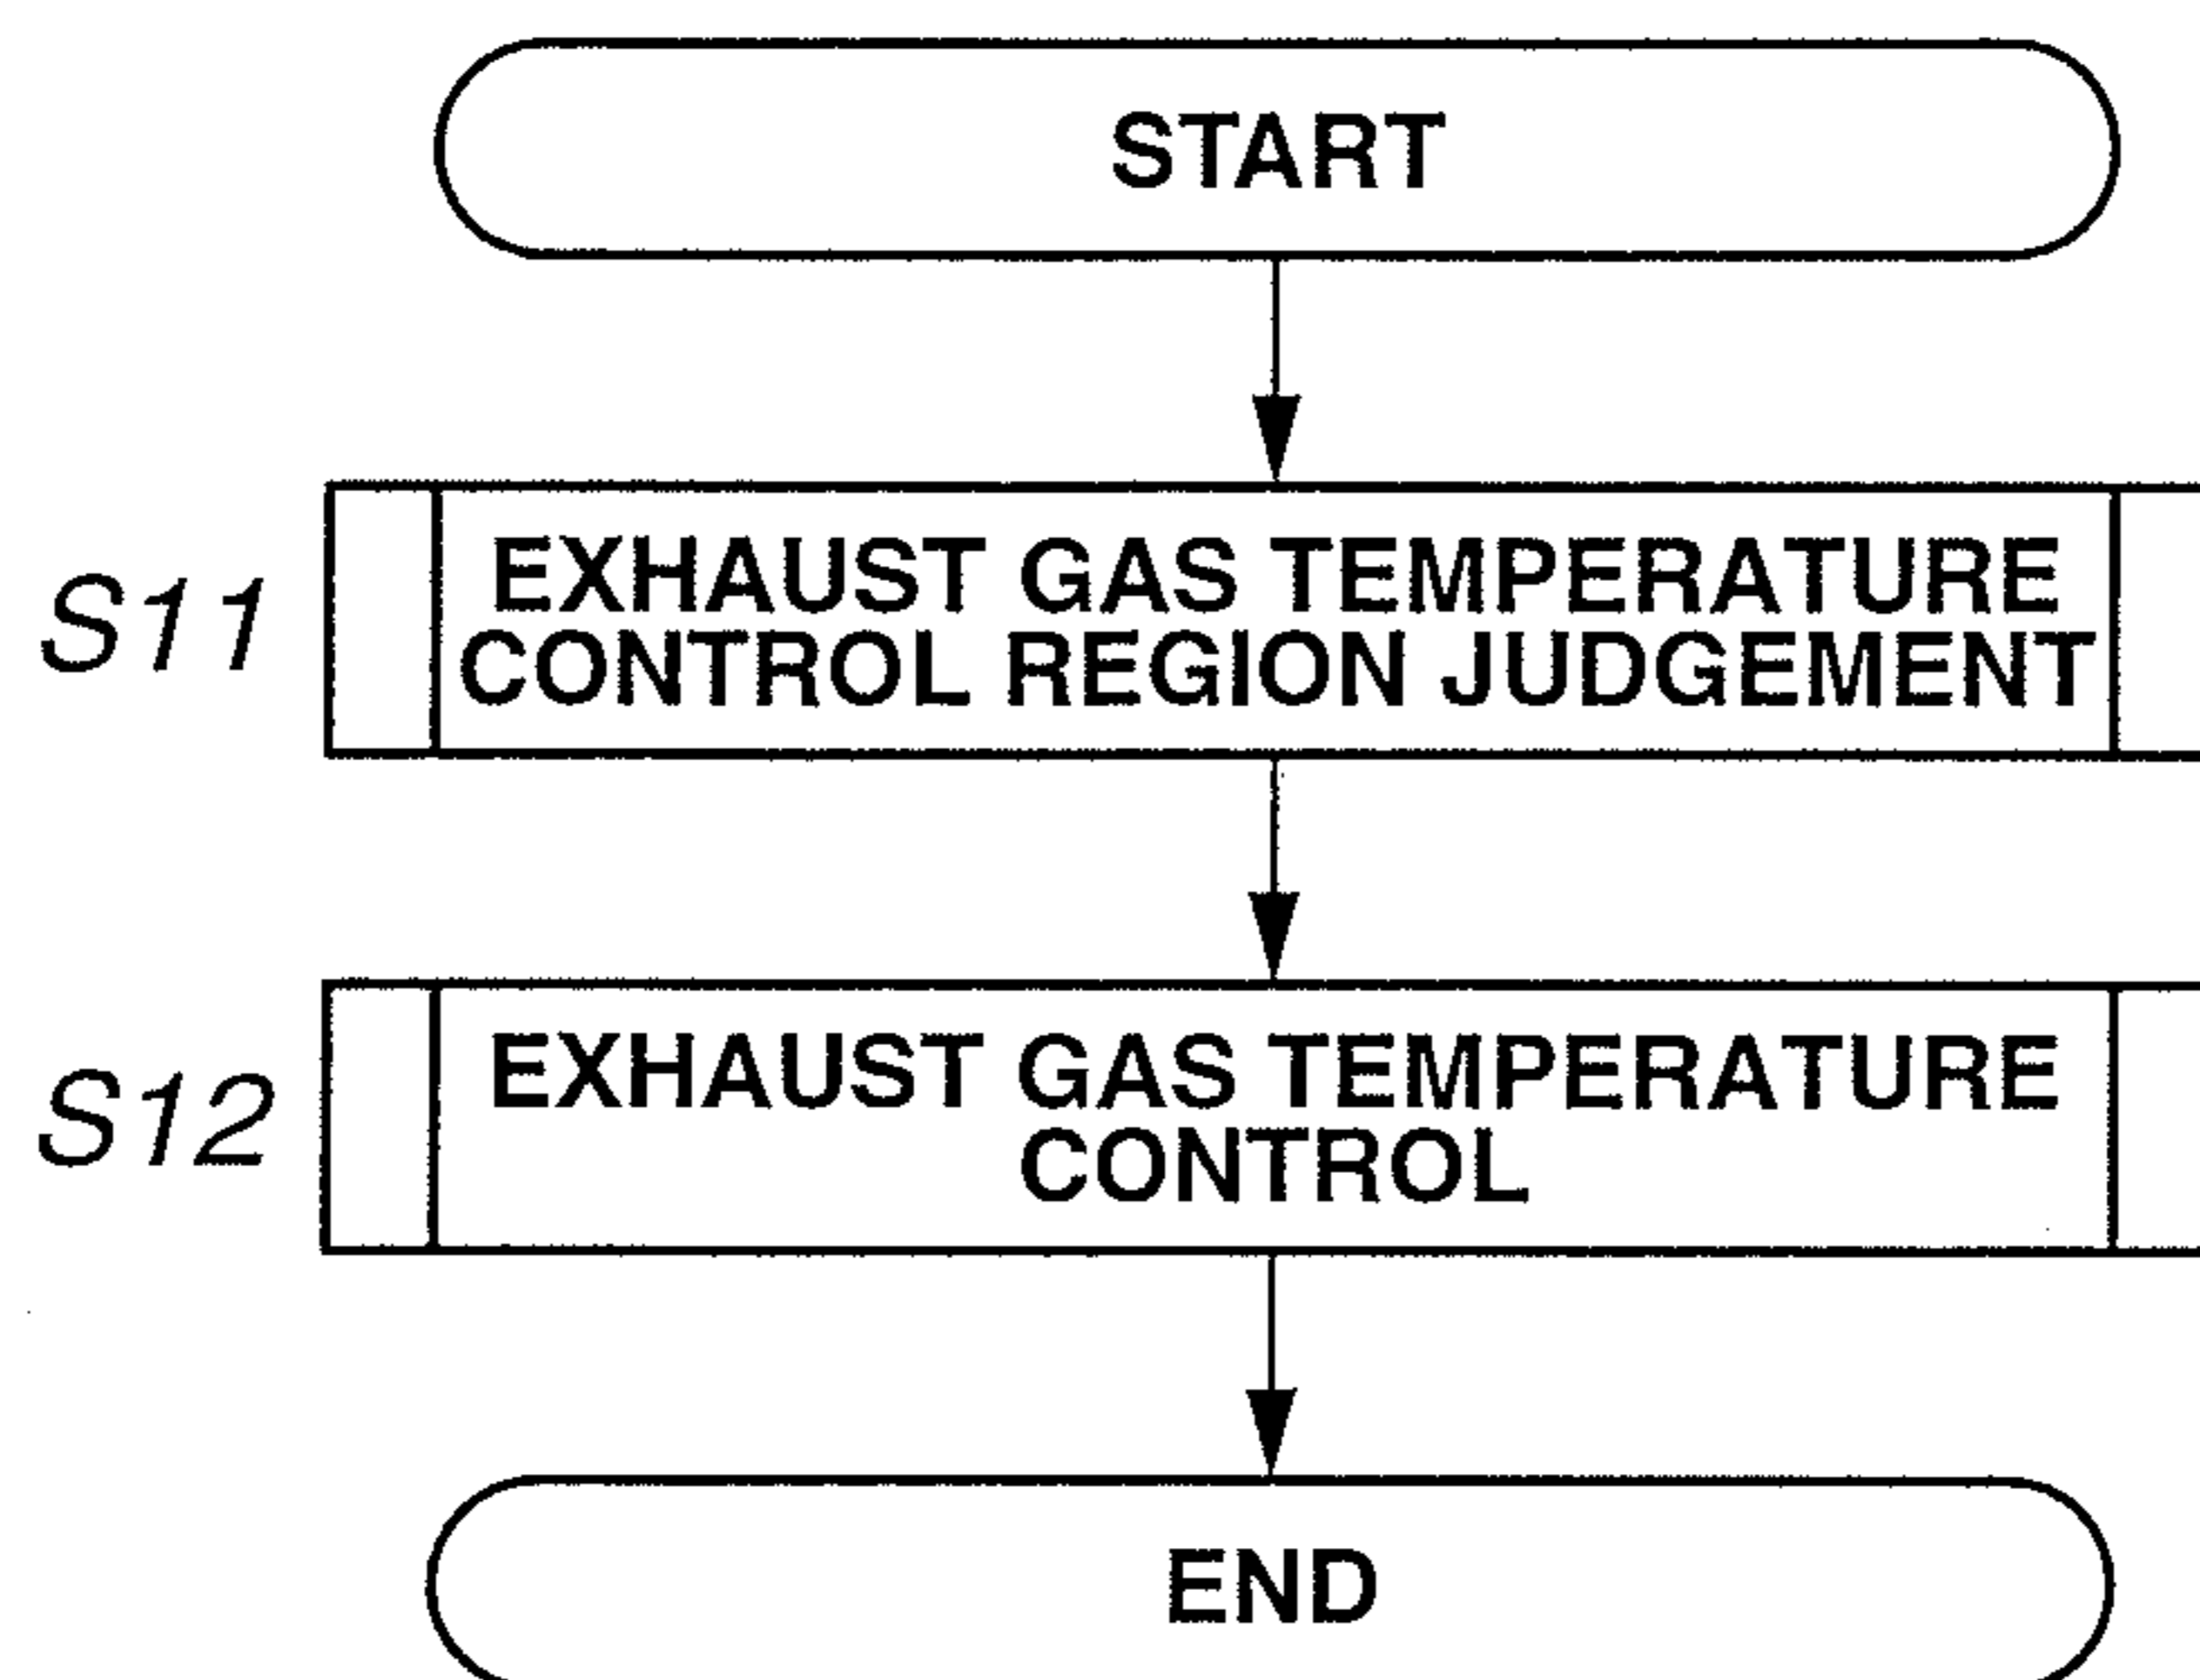 START
S11
EXHAUST GAS TEMPERATURE
CONTROL REGION JUDGEMENT
S12
EXHAUST GAS TEMPERATURE
CONTROL
END